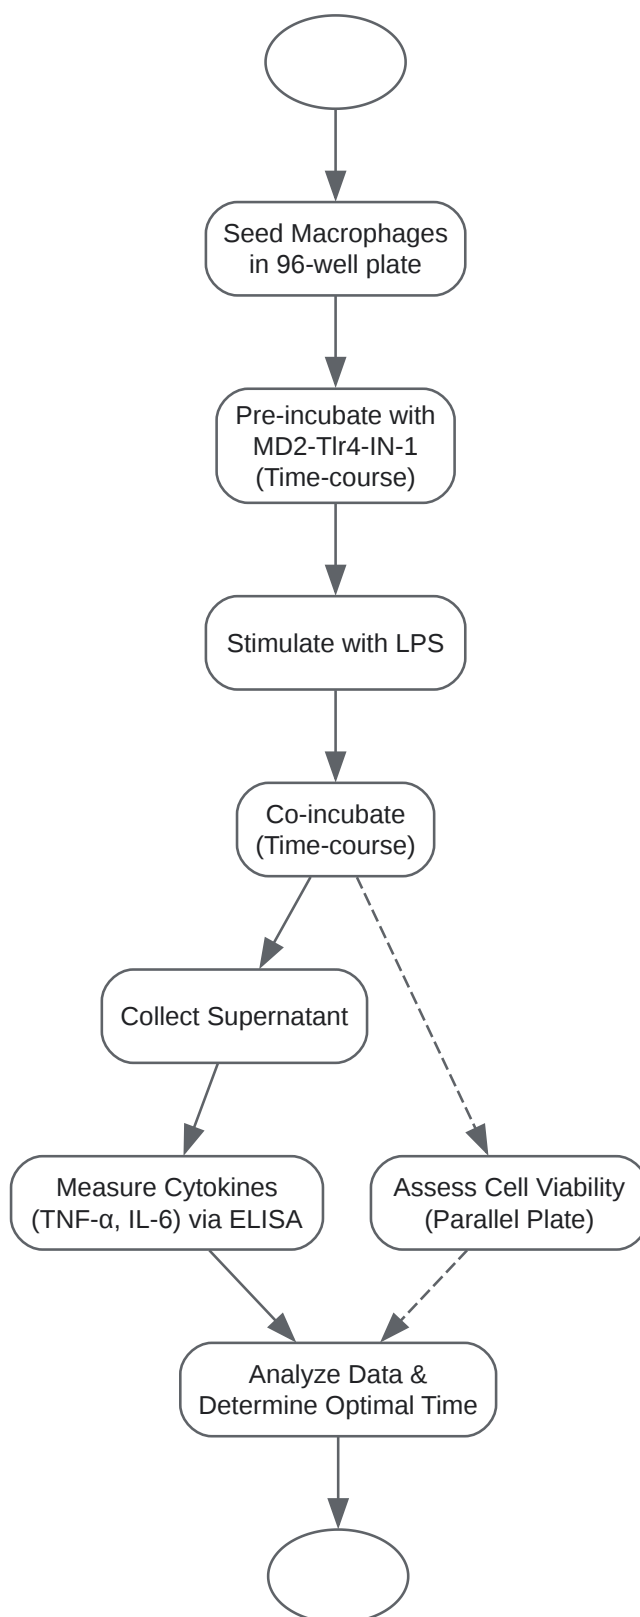 Seed Macrophages
in 96-well plate
Pre-incubate with
MD2-Tlr4-IN-1
(Time-course)
Stimulate with LPS
Co-incubate
(Time-course)
Collect Supernatant
Measure Cytokines
(TNF-α, IL-6) via ELISA
Assess Cell Viability
(Parallel Plate)
Analyze Data &
Determine Optimal Time